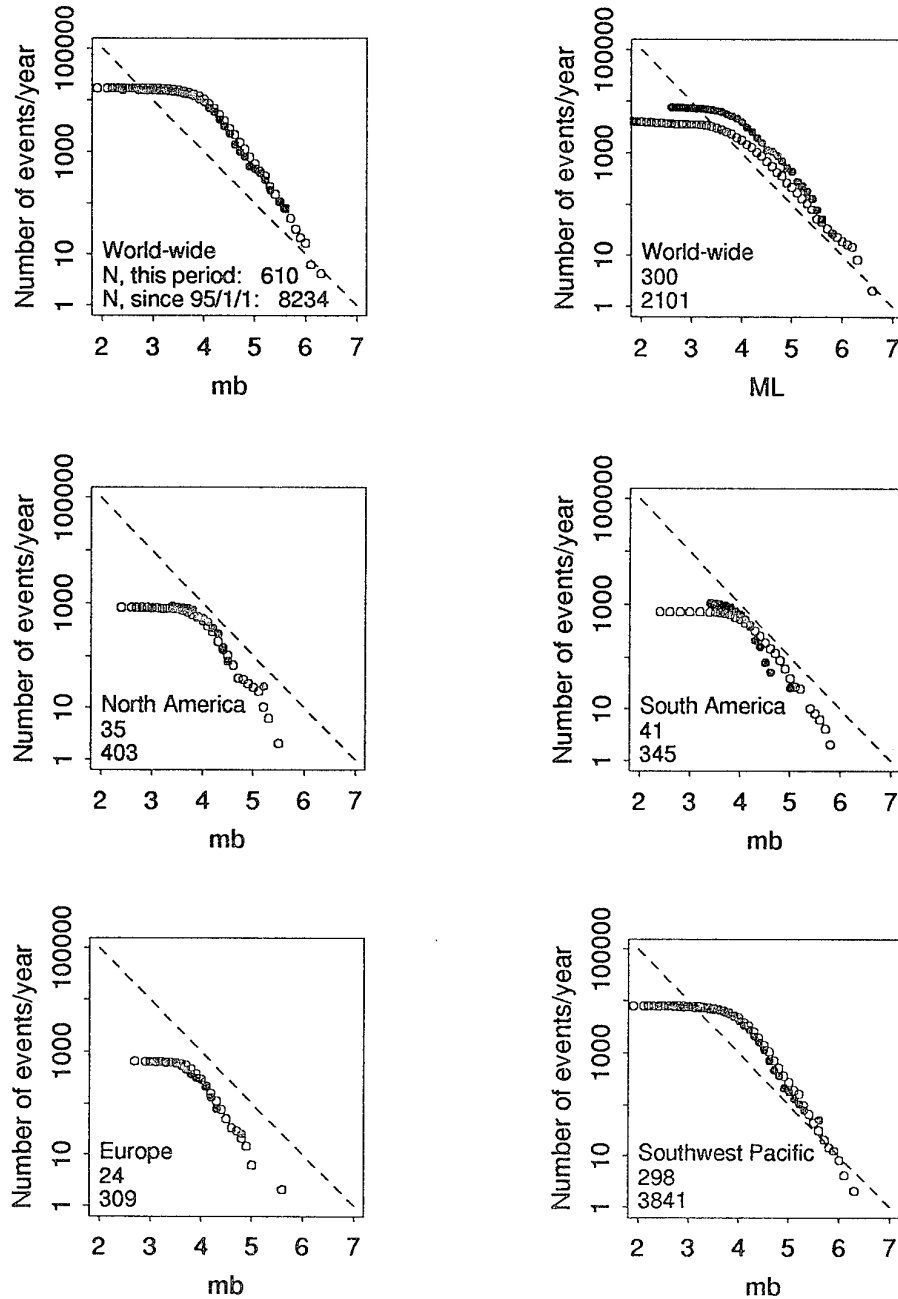 Number of events/year
100000
1000
10
1
World-wide
N, this period: 610
N, since 95/1/1: 8234
2 3 4 5 6 7
mb
Number of events/year
100000
1000
10
1
World-wide
300
2101
2 3 4 5 6 7
ML
Number of events/year
100000
1000
10
1
North America
35
403
2 3 4 5 6 7
mb
Number of events/year
100000
1000
10
1
South America
41
345
2 3 4 5 6 7
mb
Number of events/year
100000
1000
10
1
Europe
24
309
2 3 4 5 6 7
mb
Number of events/year
100000
1000
10
1
Southwest Pacific
298
3841
2 3 4 5 6 7
mb